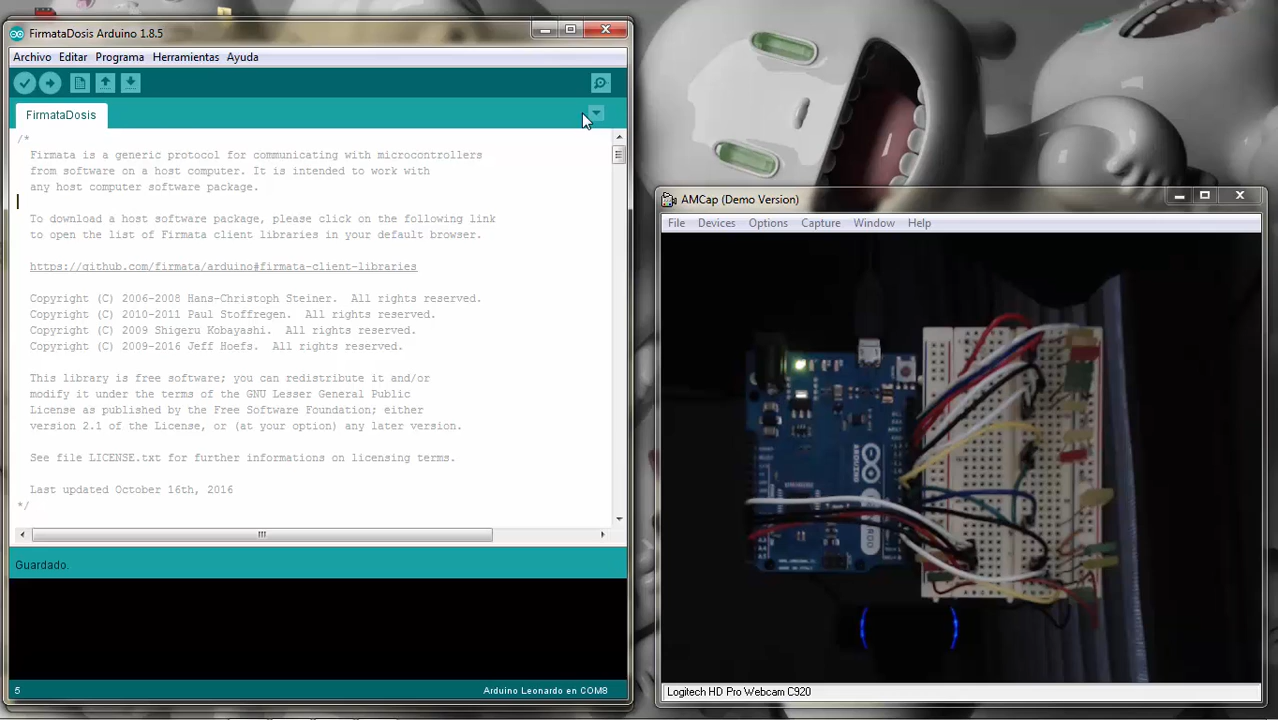 FirmataDosis Arduino 1.8.5
Archivo Editar Programa Herramientas Ayuda
FirmataDosis
/*
Firmata is a generic protocol for communicating with microcontrollers
from software on a host computer. It is intended to work with
any host computer software package.
To download a host software package, please click on the following link
to open the list of Firmata client libraries in your default browser.
https://github.com/firmata/arduino#firmata-client-libraries
Copyright (C) 2006-2008 Hans-Christoph Steiner.  All rights reserved.
Copyright (C) 2010-2011 Paul Stoffregen.  All rights reserved.
Copyright (C) 2009 Shigeru Kobayashi.  All rights reserved.
Copyright (C) 2009-2016 Jeff Hoefs.  All rights reserved.
This library is free software; you can redistribute it and/or
modify it under the terms of the GNU Lesser General Public
License as published by the Free Software Foundation; either
version 2.1 of the License, or (at your option) any later version.
See file LICENSE.txt for further informations on licensing terms.
Last updated October 16th, 2016
*/
Guardado.
5 Arduino Leonardo en COM8
AMCap (Demo Version)
File Devices Options Capture Window Help
ARDUINO
Logitech HD Pro Webcam C920